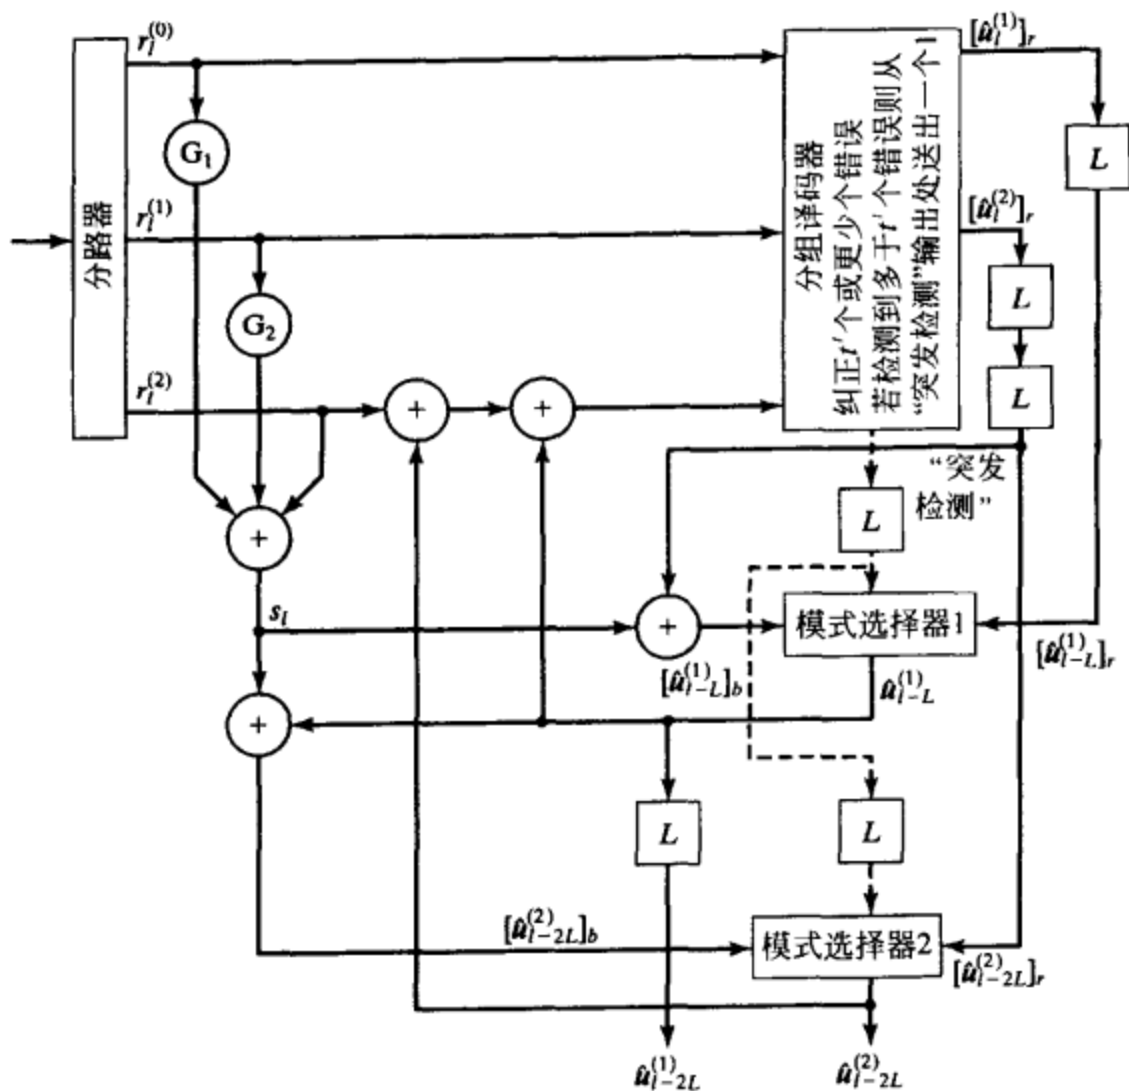 r_l^{(0)}
[û_l^{(1)}]_r
G_1
L
分路器
r_l^{(1)}
分组译码器
纠正t'个或更少个错误
若检测到多于t'个错误则从
“突发检测”输出处送出一个1
[û_l^{(2)}]_r
L
G_2
r_l^{(2)}
+
+
L
“突发
检测”
L
+
s_l
+
模式选择器1
[û_{l-L}^{(1)}]_r
[û_{l-L}^{(1)}]_b
û_{l-L}^{(1)}
+
L
L
[û_{l-2L}^{(2)}]_b
模式选择器2
[û_{l-2L}^{(2)}]_r
û_{l-2L}^{(1)}
û_{l-2L}^{(2)}